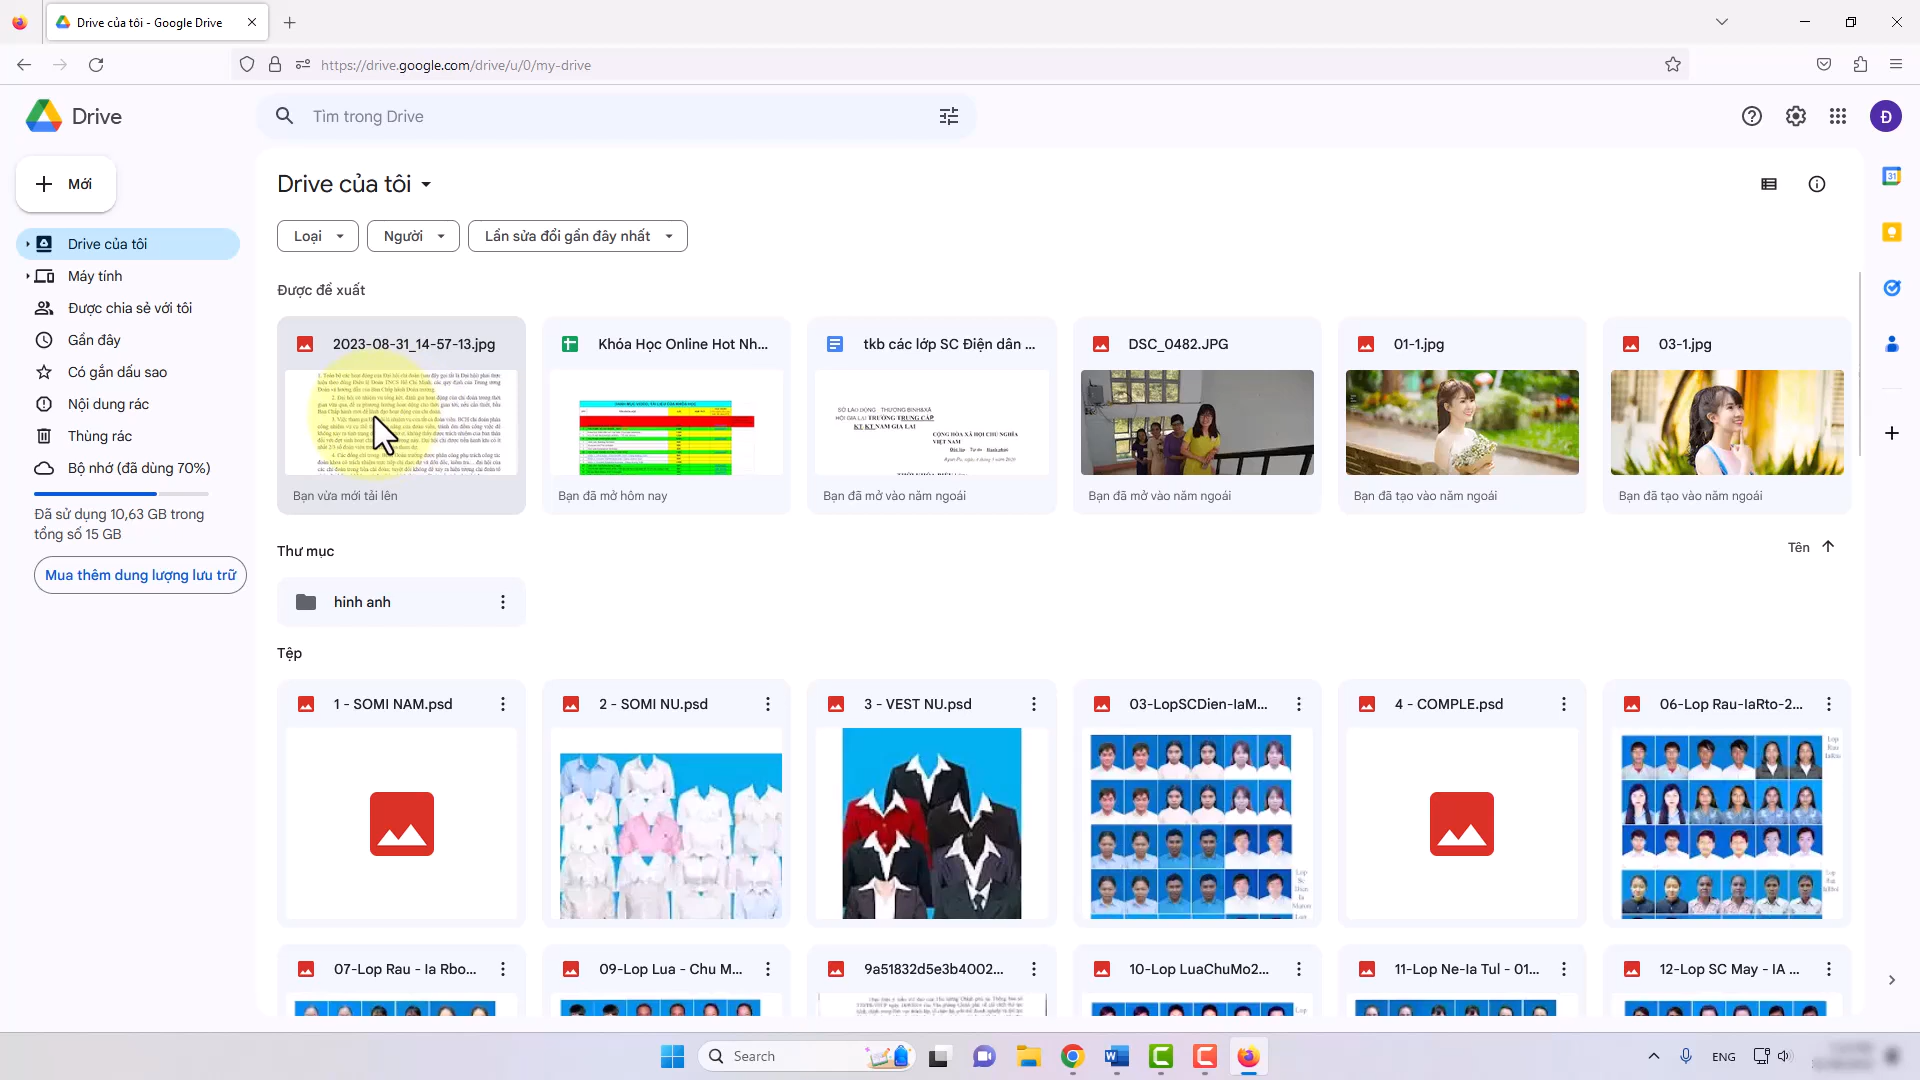 Drive của tôi - Google Drive
https://drive.google.com/drive/u/0/my-drive
Drive
Tìm trong Drive
Đ
Mới
Drive của tôi
Máy tính
Được chia sẻ với tôi
Gần đây
Có gắn dấu sao
Nội dung rác
Thùng rác
Bộ nhớ (đã dùng 70%)
Đã sử dụng 10,63 GB trong
tổng số 15 GB
Mua thêm dung lượng lưu trữ
Drive của tôi
Loại
Người
Lần sửa đổi gần đây nhất
Được đề xuất
2023-08-31_14-57-13.jpg
Khóa Học Online Hot Nh...
tkb các lớp SC Điện dân ...
DSC_0482.JPG
01-1.jpg
03-1.jpg
CỘNG HÒA XÃ HỘI CHỦ NGHĨA
VIỆT NAM
Bạn vừa mới tải lên
Bạn đã mở hôm nay
Bạn đã mở vào năm ngoái
Bạn đã mở vào năm ngoái
Bạn đã tạo vào năm ngoái
Bạn đã tạo vào năm ngoái
Thư mục
Tên
hinh anh
Tệp
1 - SOMI NAM.psd
2 - SOMI NU.psd
3 - VEST NU.psd
03-LopSCDien-IaM...
4 - COMPLE.psd
06-Lop Rau-IaRto-2...
07-Lop Rau - Ia Rbo...
09-Lop Lua - Chu M...
9a51832d5e3b4002...
10-Lop LuaChuMo2...
11-Lop Ne-Ia Tul - 01...
12-Lop SC May - IA ...
31
Search
ENG